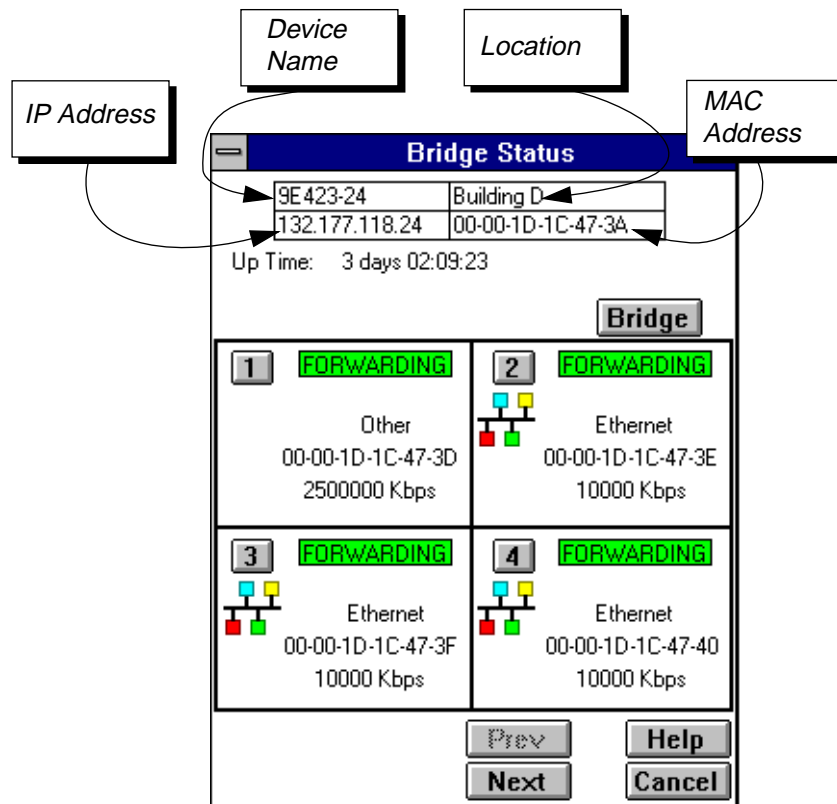 Device
Name
Location
IP Address
MAC
Address
Bridge Status
9E423-24 Building D
132.177.118.24 00-00-1D-1C-47-3A
Up Time: 3 days 02:09:23
Bridge
1 FORWARDING
Other
00-00-1D-1C-47-3D
2500000 Kbps
2 FORWARDING
Ethernet
00-00-1D-1C-47-3E
10000 Kbps
3 FORWARDING
Ethernet
00-00-1D-1C-47-3F
10000 Kbps
4 FORWARDING
Ethernet
00-00-1D-1C-47-40
10000 Kbps
Prev Help
Next Cancel